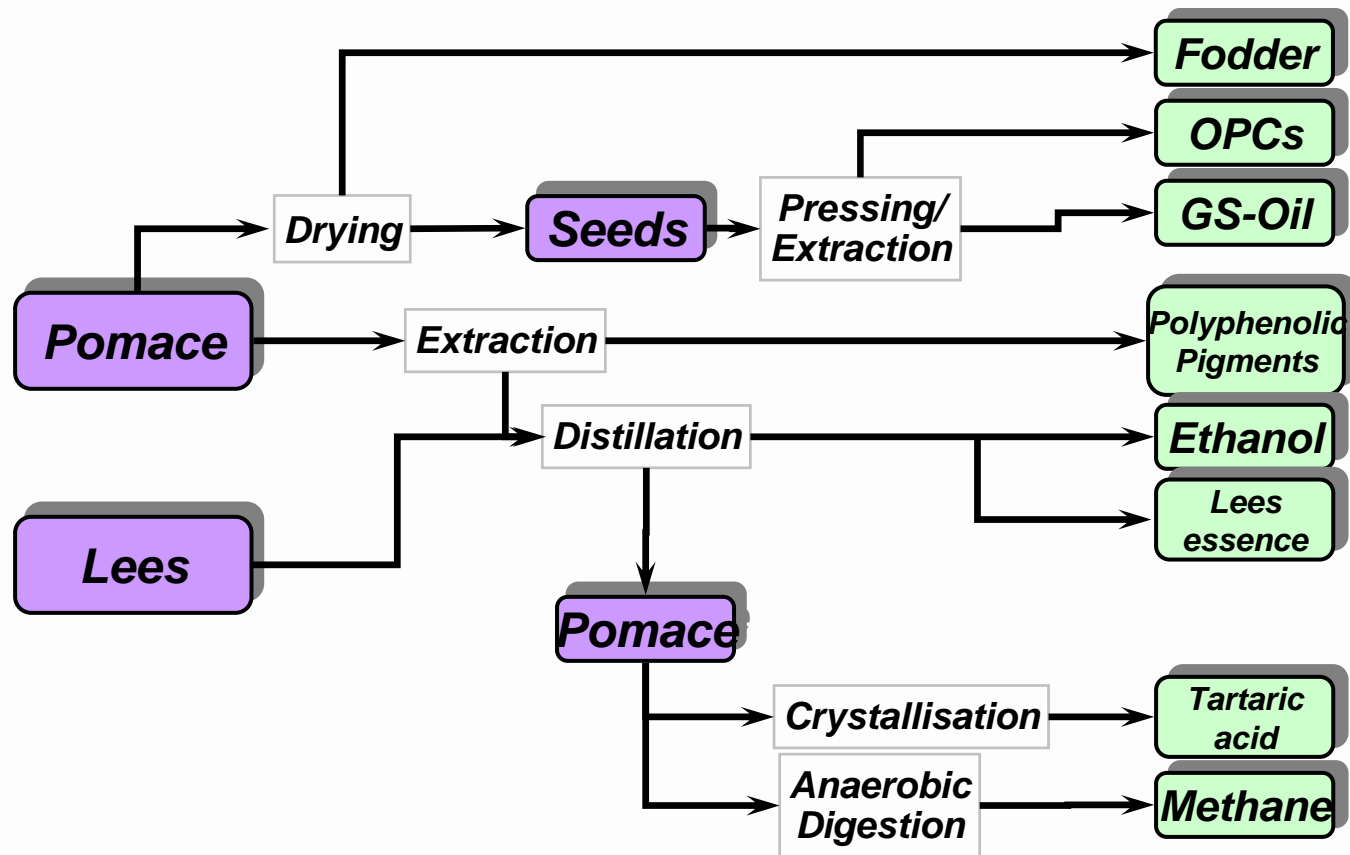 Fodder
OPCs
Drying
Seeds
Pressing/
Extraction
GS-Oil
Pomace
Extraction
Polyphenolic
Pigments
Distillation
Ethanol
Lees
essence
Lees
Pomace
Crystallisation
Tartaric
acid
Anaerobic
Digestion
Methane